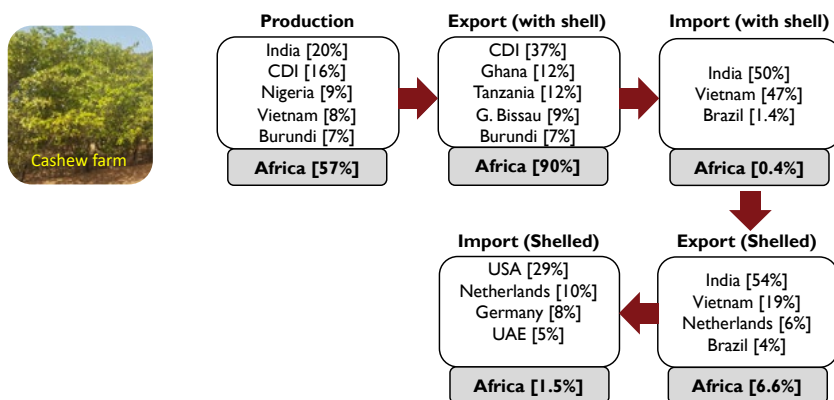 Cashew farm
Production
India [20%]
CDI [16%]
Nigeria [9%]
Vietnam [8%]
Burundi [7%]
Africa [57%]
Export (with shell)
CDI [37%]
Ghana [12%]
Tanzania [12%]
G. Bissau [9%]
Burundi [7%]
Africa [90%]
Import (with shell)
India [50%]
Vietnam [47%]
Brazil [1.4%]
Africa [0.4%]
Export (Shelled)
India [54%]
Vietnam [19%]
Netherlands [6%]
Brazil [4%]
Africa [6.6%]
Import (Shelled)
USA [29%]
Netherlands [10%]
Germany [8%]
UAE [5%]
Africa [1.5%]